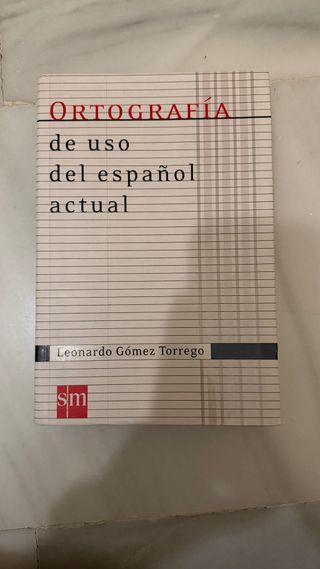 ORTOGRAFÍA
de uso
del español
actual
Leonardo Gómez Torrego
sm